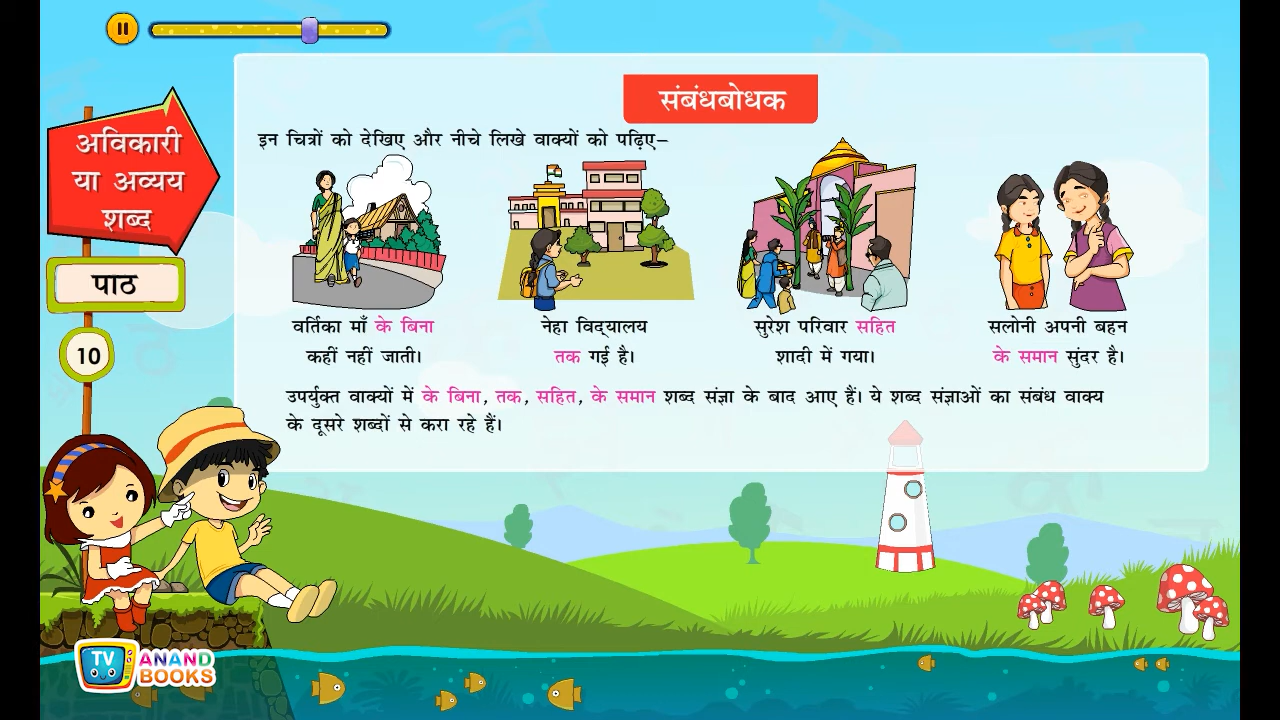 संबंधबोधक
इन चित्रों को देखिए और नीचे लिखे वाक्यों को पढ़िए–
अविकारी
या अव्यय
शब्द
पाठ
10
वर्तिका माँ के बिना
कहीं नहीं जाती।
नेहा विद्‌यालय
तक गई है।
सुरेश परिवार सहित
शादी में गया।
सलोनी अपनी बहन
के समान सुंदर है।
उपर्युक्त वाक्यों में के बिना, तक, सहित, के समान शब्द संज्ञा के बाद आए हैं। ये शब्द संज्ञाओं का संबंध वाक्य
के दूसरे शब्दों से करा रहे हैं।
TV ANAND
BOOKS